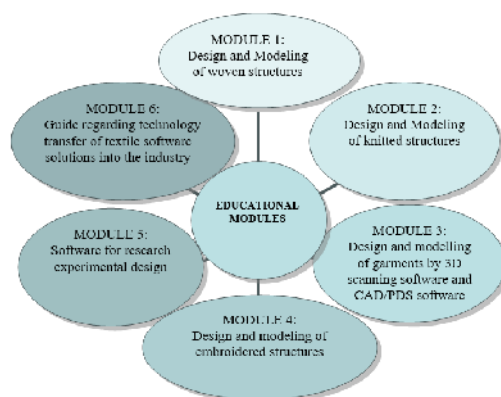 MODULE 1:
Design and Modeling
of woven structures
MODULE 2:
Design and Modeling
of knitted structures
MODULE 3:
Design and modelling
of garments by 3D
scanning software and
CAD/PDS software
MODULE 4:
Design and modeling of
embroidered structures
MODULE 5:
Software for research
experimental design
MODULE 6:
Guide regarding technology
transfer of textile software
solutions into the industry
EDUCATIONAL
MODULES